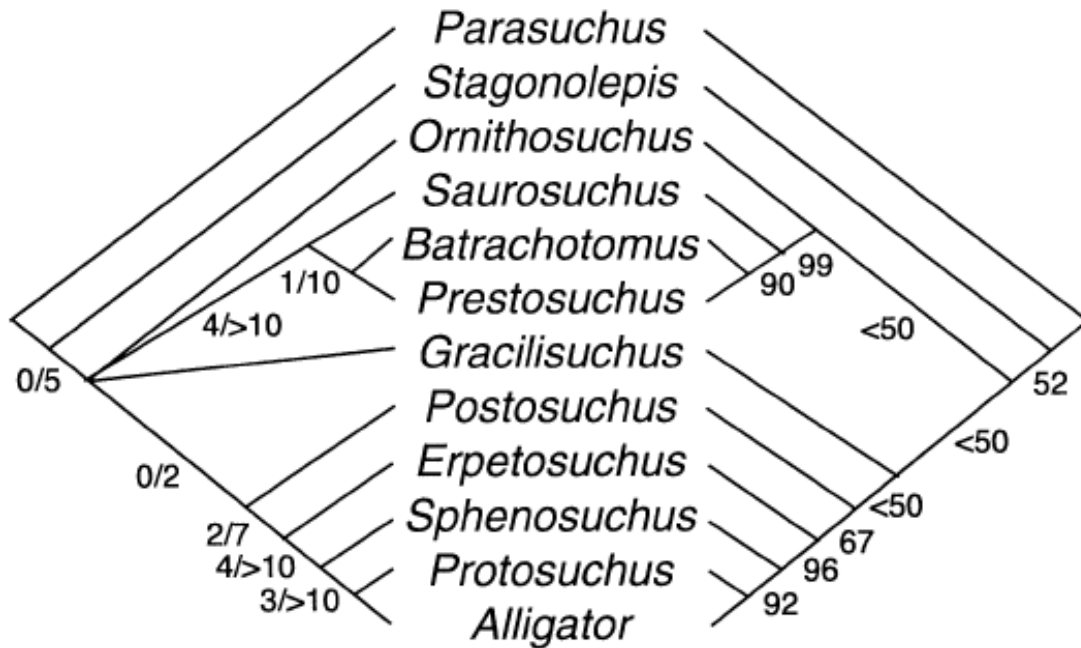 Parasuchus
Stagonolepis
Ornithosuchus
Saurosuchus
Batrachotomus
1/10
90
99
Prestosuchus
4/>10
<50
Gracilisuchus
0/5
52
Postosuchus
<50
Erpetosuchus
0/2
<50
Sphenosuchus
2/7
67
4/>10
96
Protosuchus
3/>10
92
Alligator